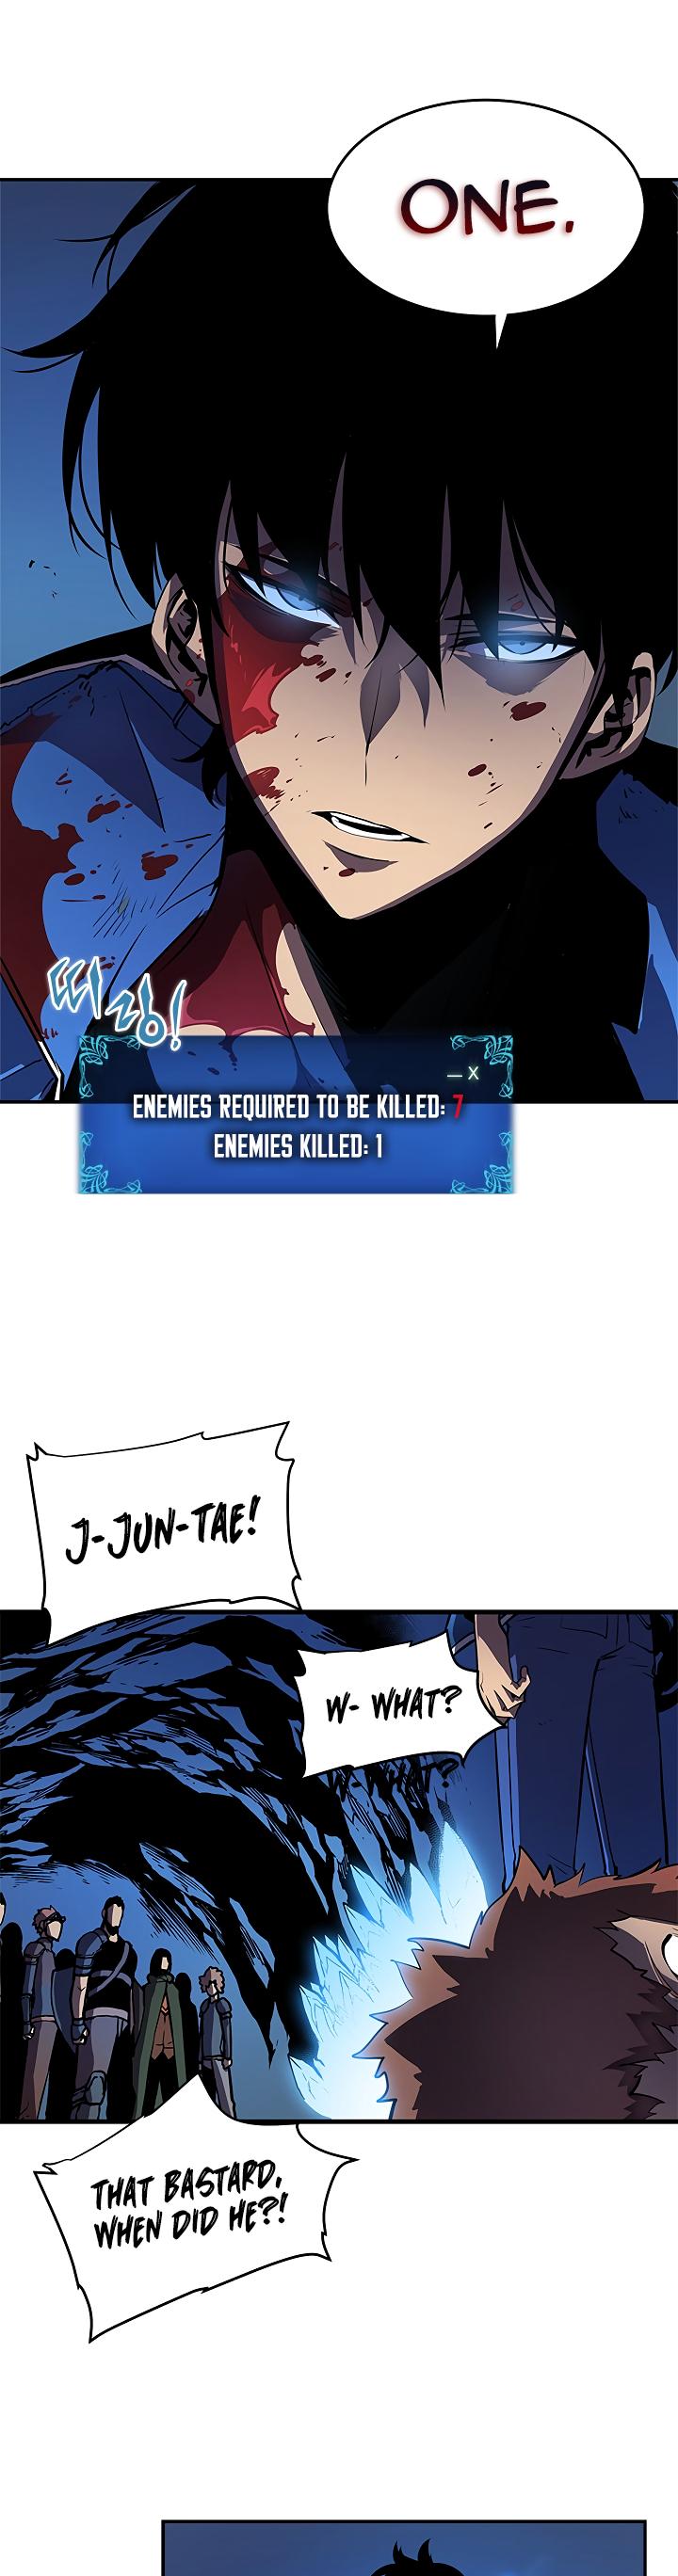 ONE.
띠링!
— X
ENEMIES REQUIRED TO BE KILLED: 7
ENEMIES KILLED: 1
J-JUN-TAE!
W- WHAT?
W-WHAT?
THAT BASTARD,
WHEN DID HE?!